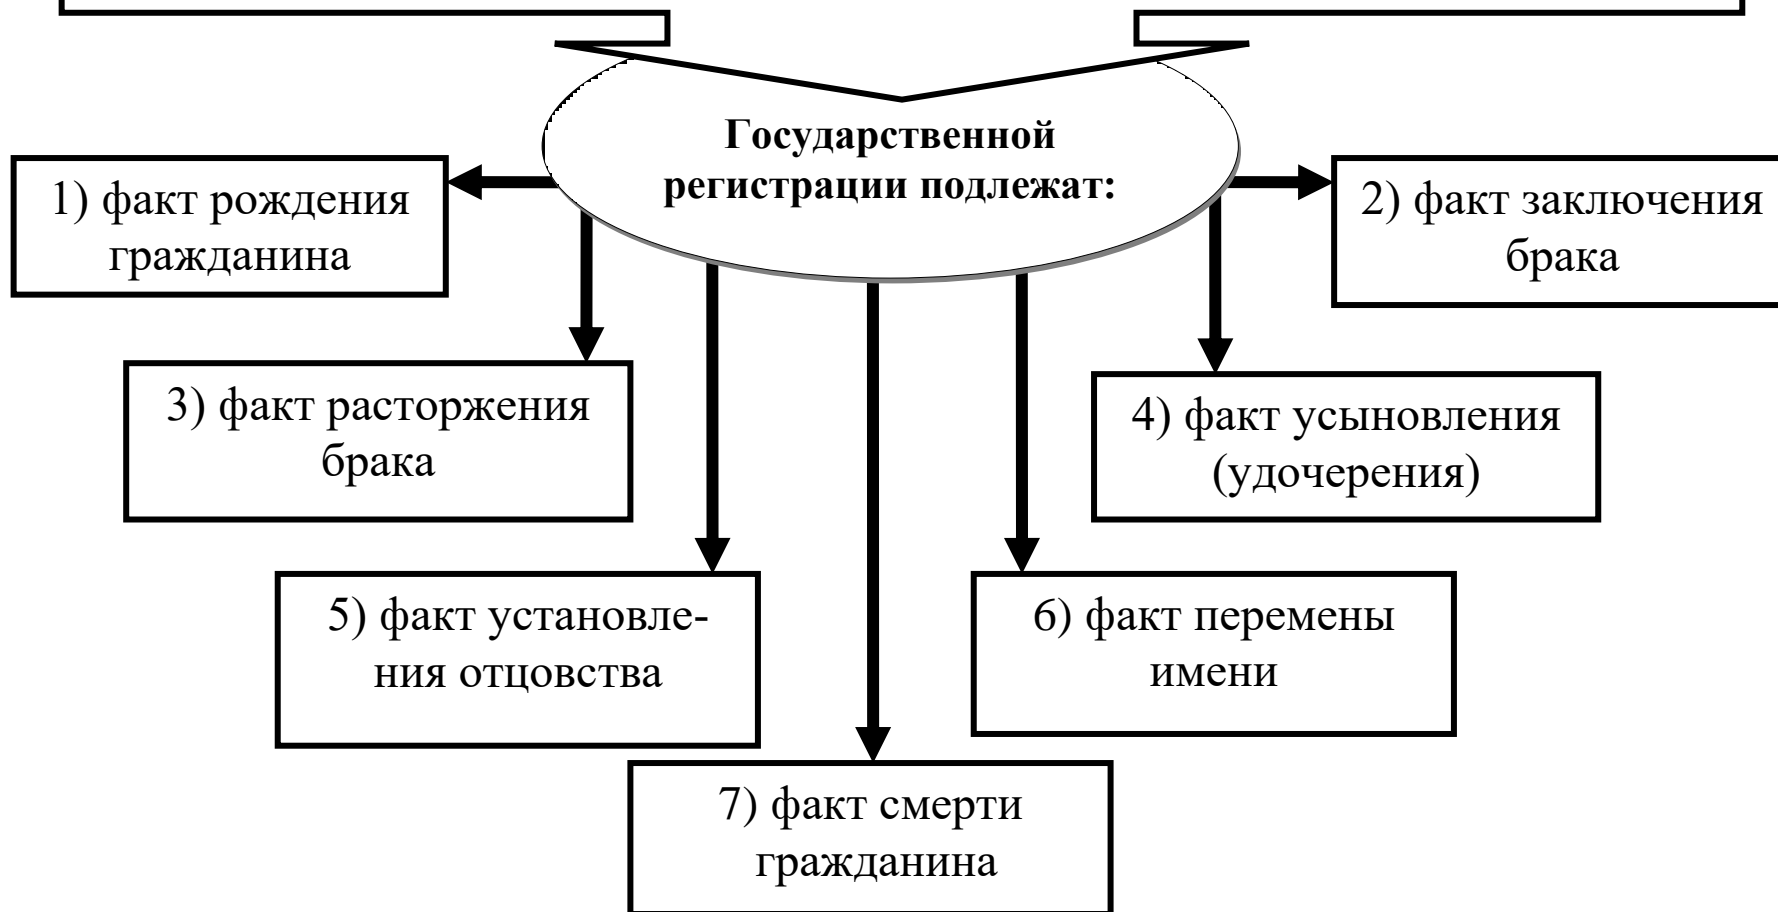 Государственной
регистрации подлежат:
1) факт рождения
гражданина
2) факт заключения
брака
3) факт расторжения
брака
4) факт усыновления
(удочерения)
5) факт установле-
ния отцовства
6) факт перемены
имени
7) факт смерти
гражданина